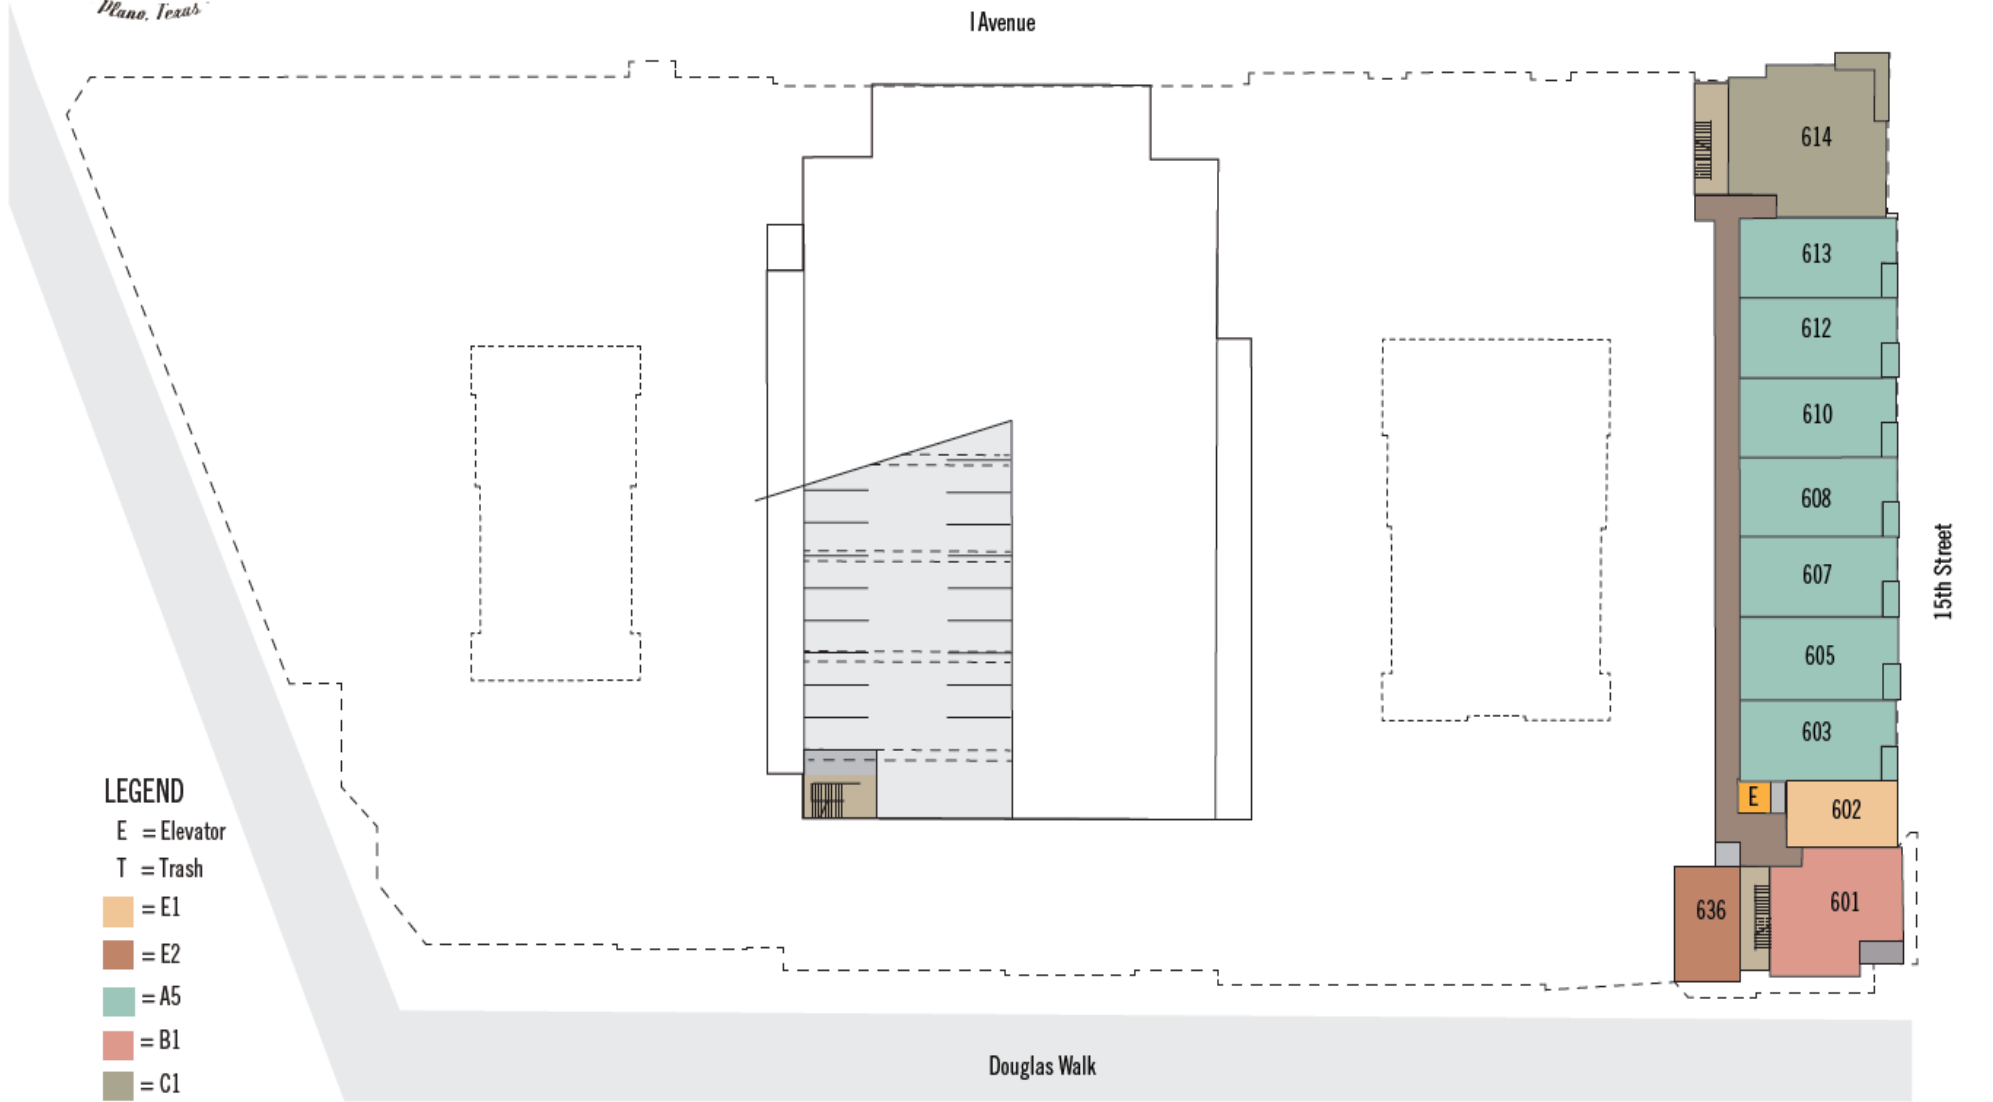 Plano, Texas
I Avenue
614
613
612
610
608
607
605
603
E
602
601
636
15th Street
LEGEND
E = Elevator
T = Trash
= E1
= E2
= A5
= B1
= C1
Douglas Walk